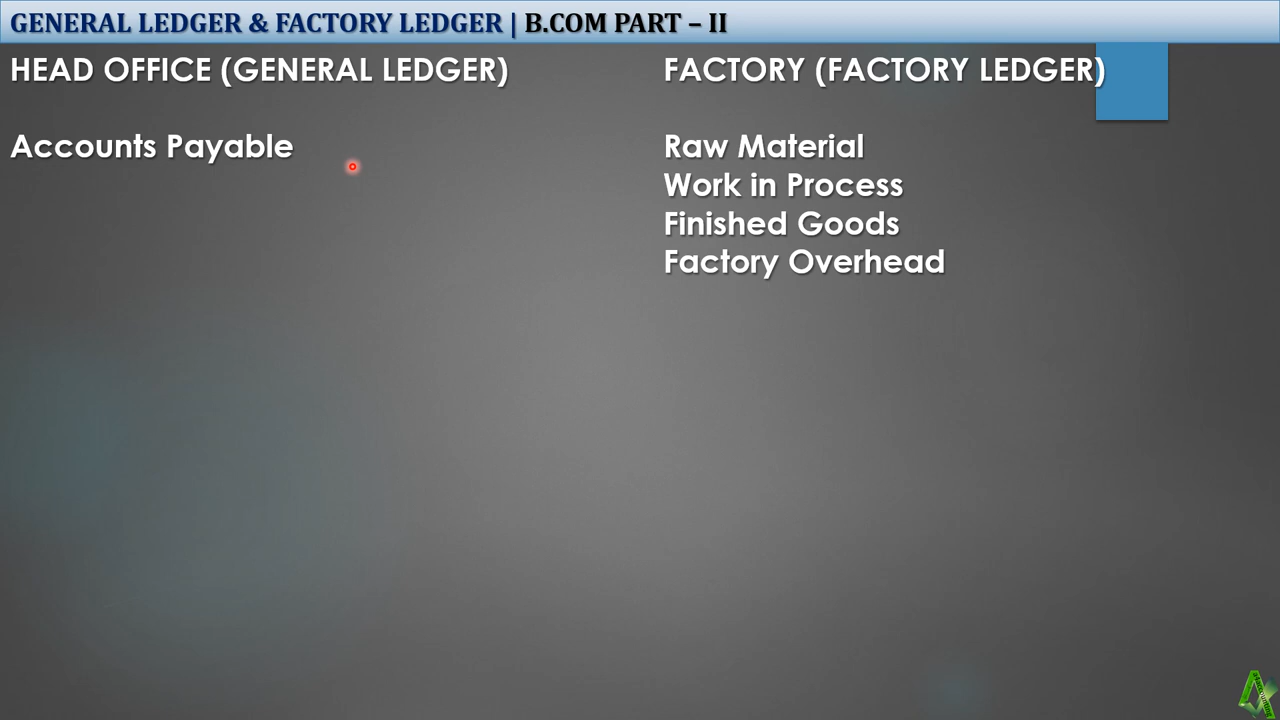 GENERAL LEDGER & FACTORY LEDGER | B.COM PART – II
HEAD OFFICE (GENERAL LEDGER)
Accounts Payable
FACTORY (FACTORY LEDGER)
Raw Material
Work in Process
Finished Goods
Factory Overhead